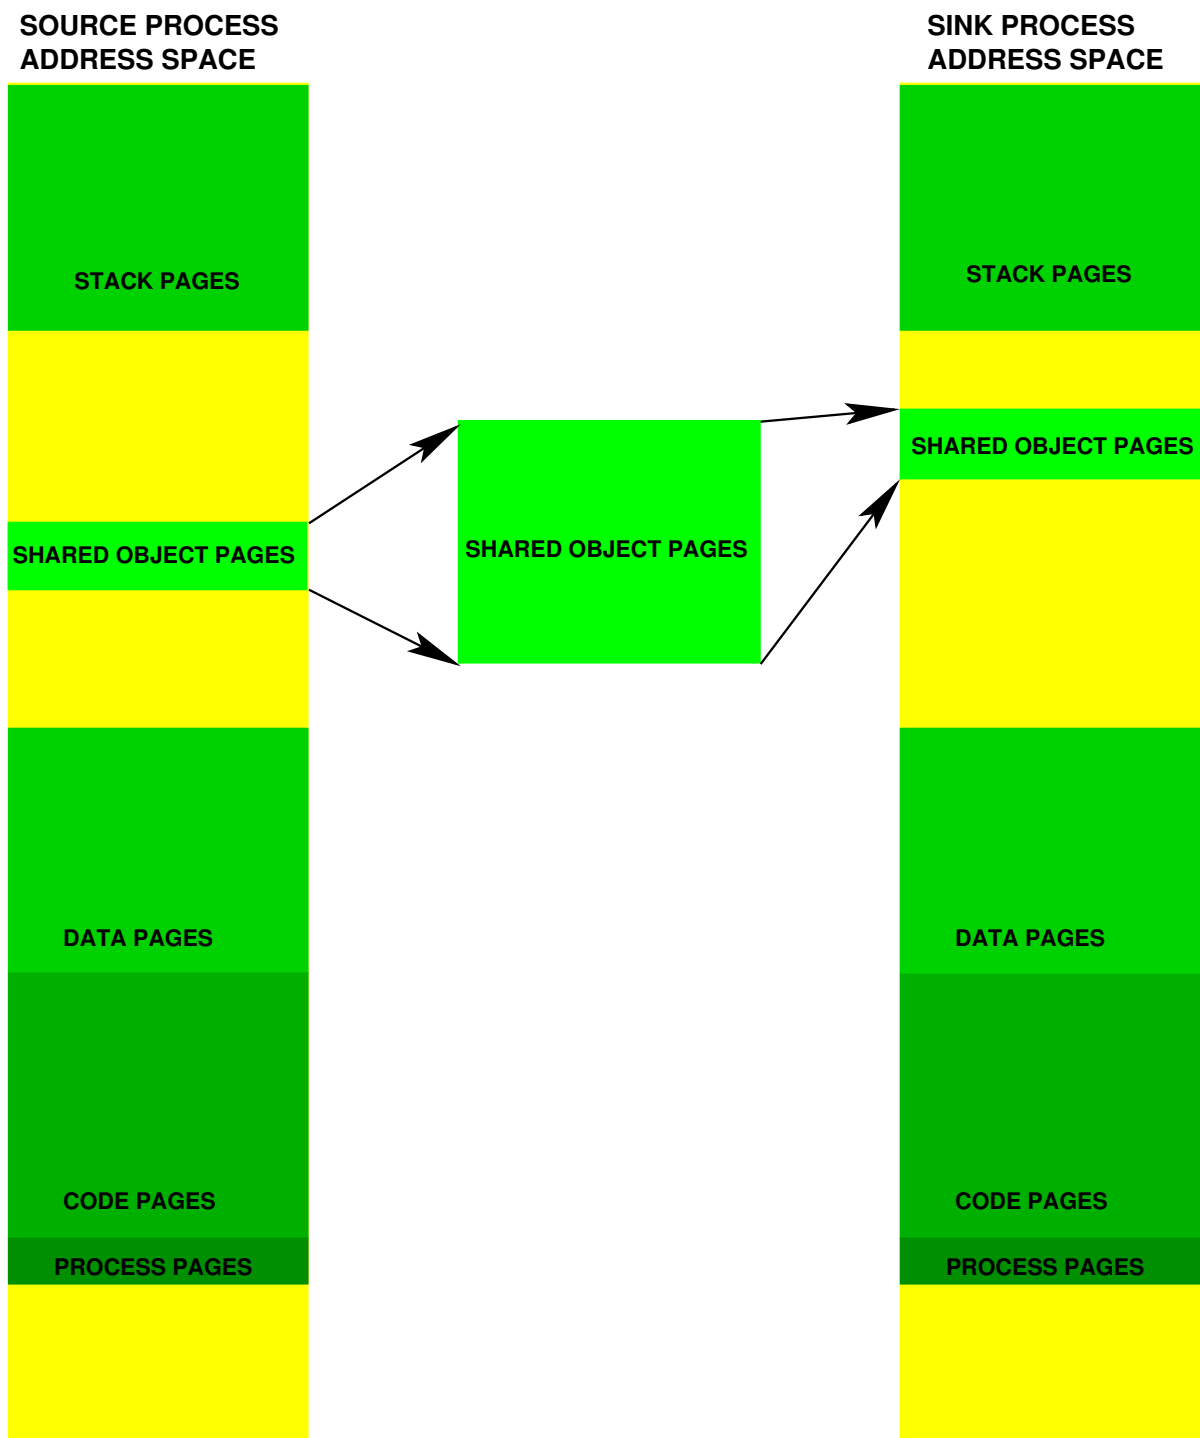 SOURCE PROCESS
ADDRESS SPACE
STACK PAGES
SHARED OBJECT PAGES
DATA PAGES
CODE PAGES
PROCESS PAGES
SHARED OBJECT PAGES
SINK PROCESS
ADDRESS SPACE
STACK PAGES
SHARED OBJECT PAGES
DATA PAGES
CODE PAGES
PROCESS PAGES